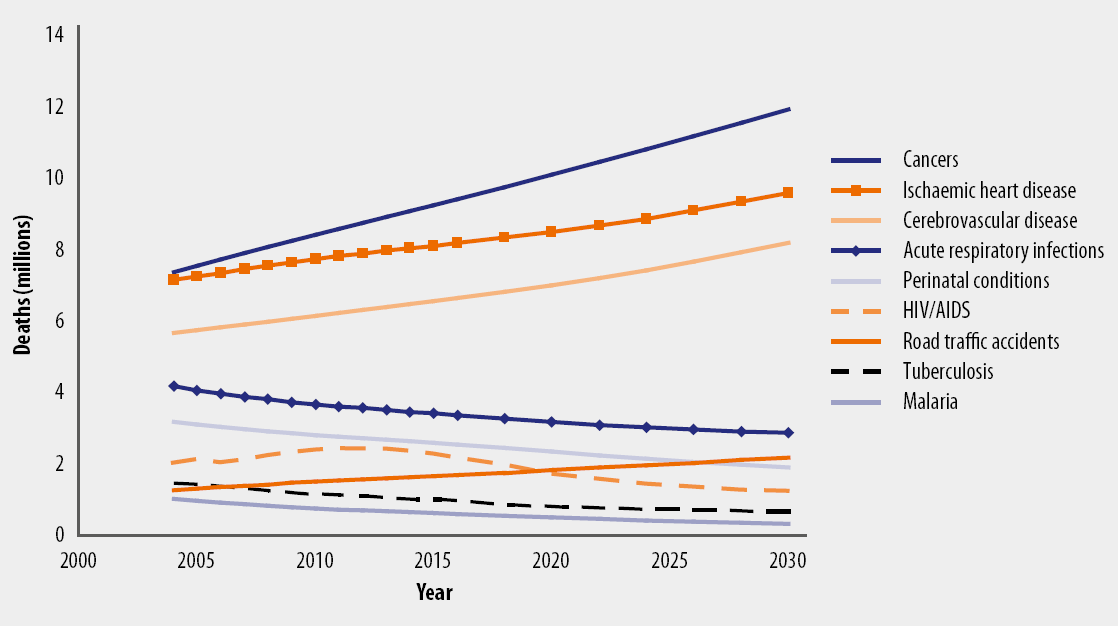 14
12
10
8
6
4
2
0
Deaths (millions)
2000 2005 2010 2015 2020 2025 2030
Year
Cancers
Ischaemic heart disease
Cerebrovascular disease
Acute respiratory infections
Perinatal conditions
HIV/AIDS
Road traffic accidents
Tuberculosis
Malaria